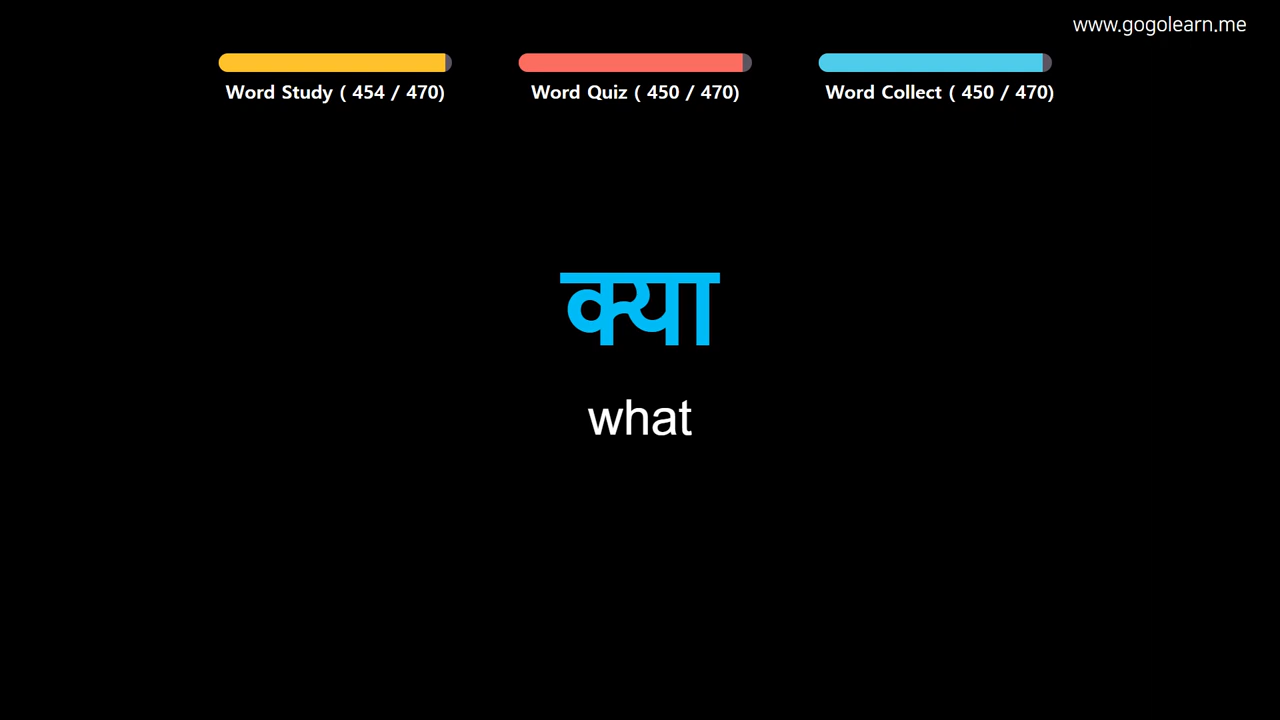 www.gogolearn.me
Word Study ( 454 / 470)
Word Quiz ( 450 / 470)
Word Collect ( 450 / 470)
क्या
what